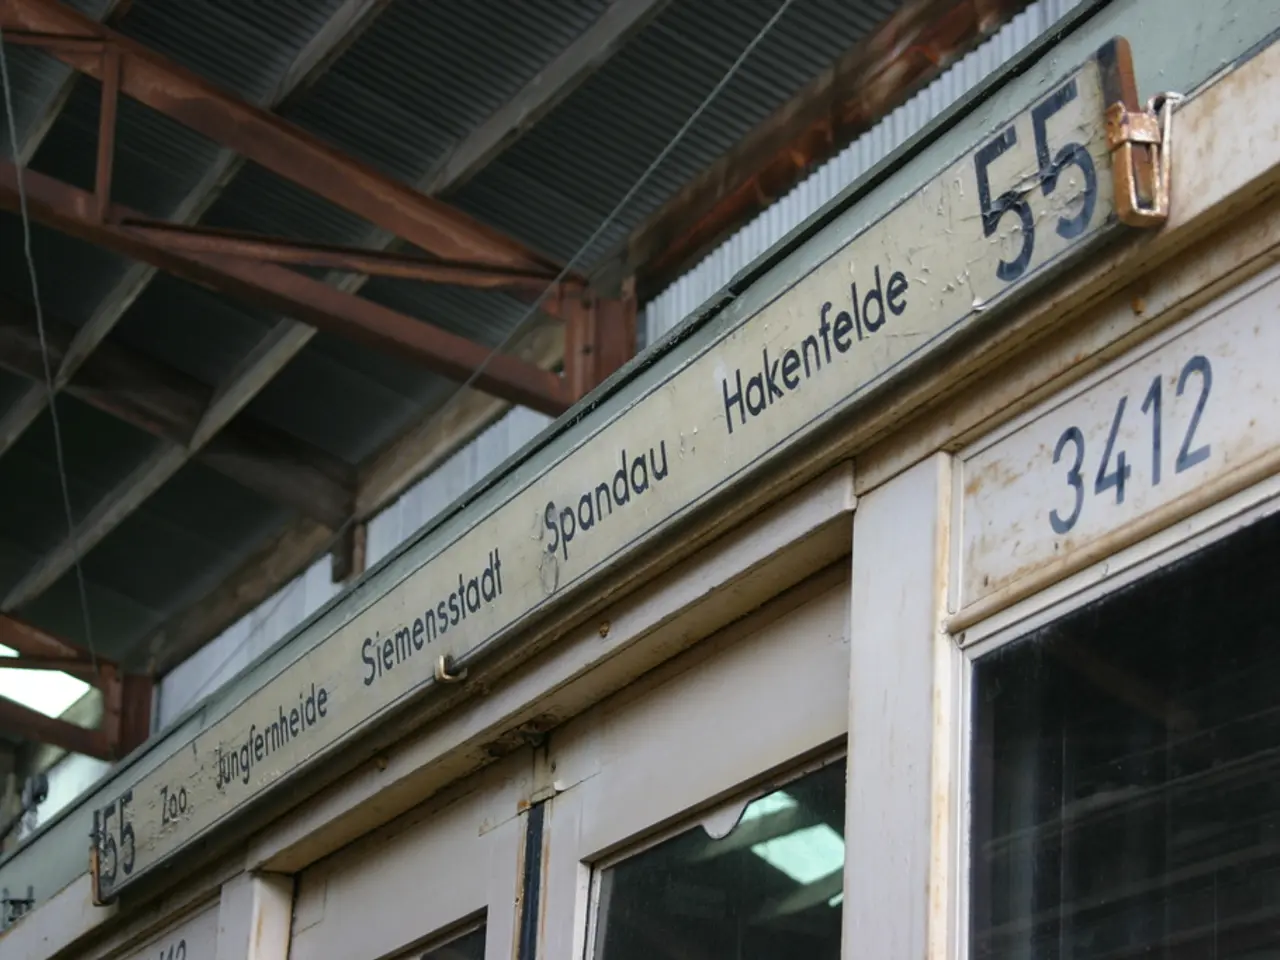 55 Zoo Jungfernheide Siemensstadt Spandau Hakenfelde 55
3412